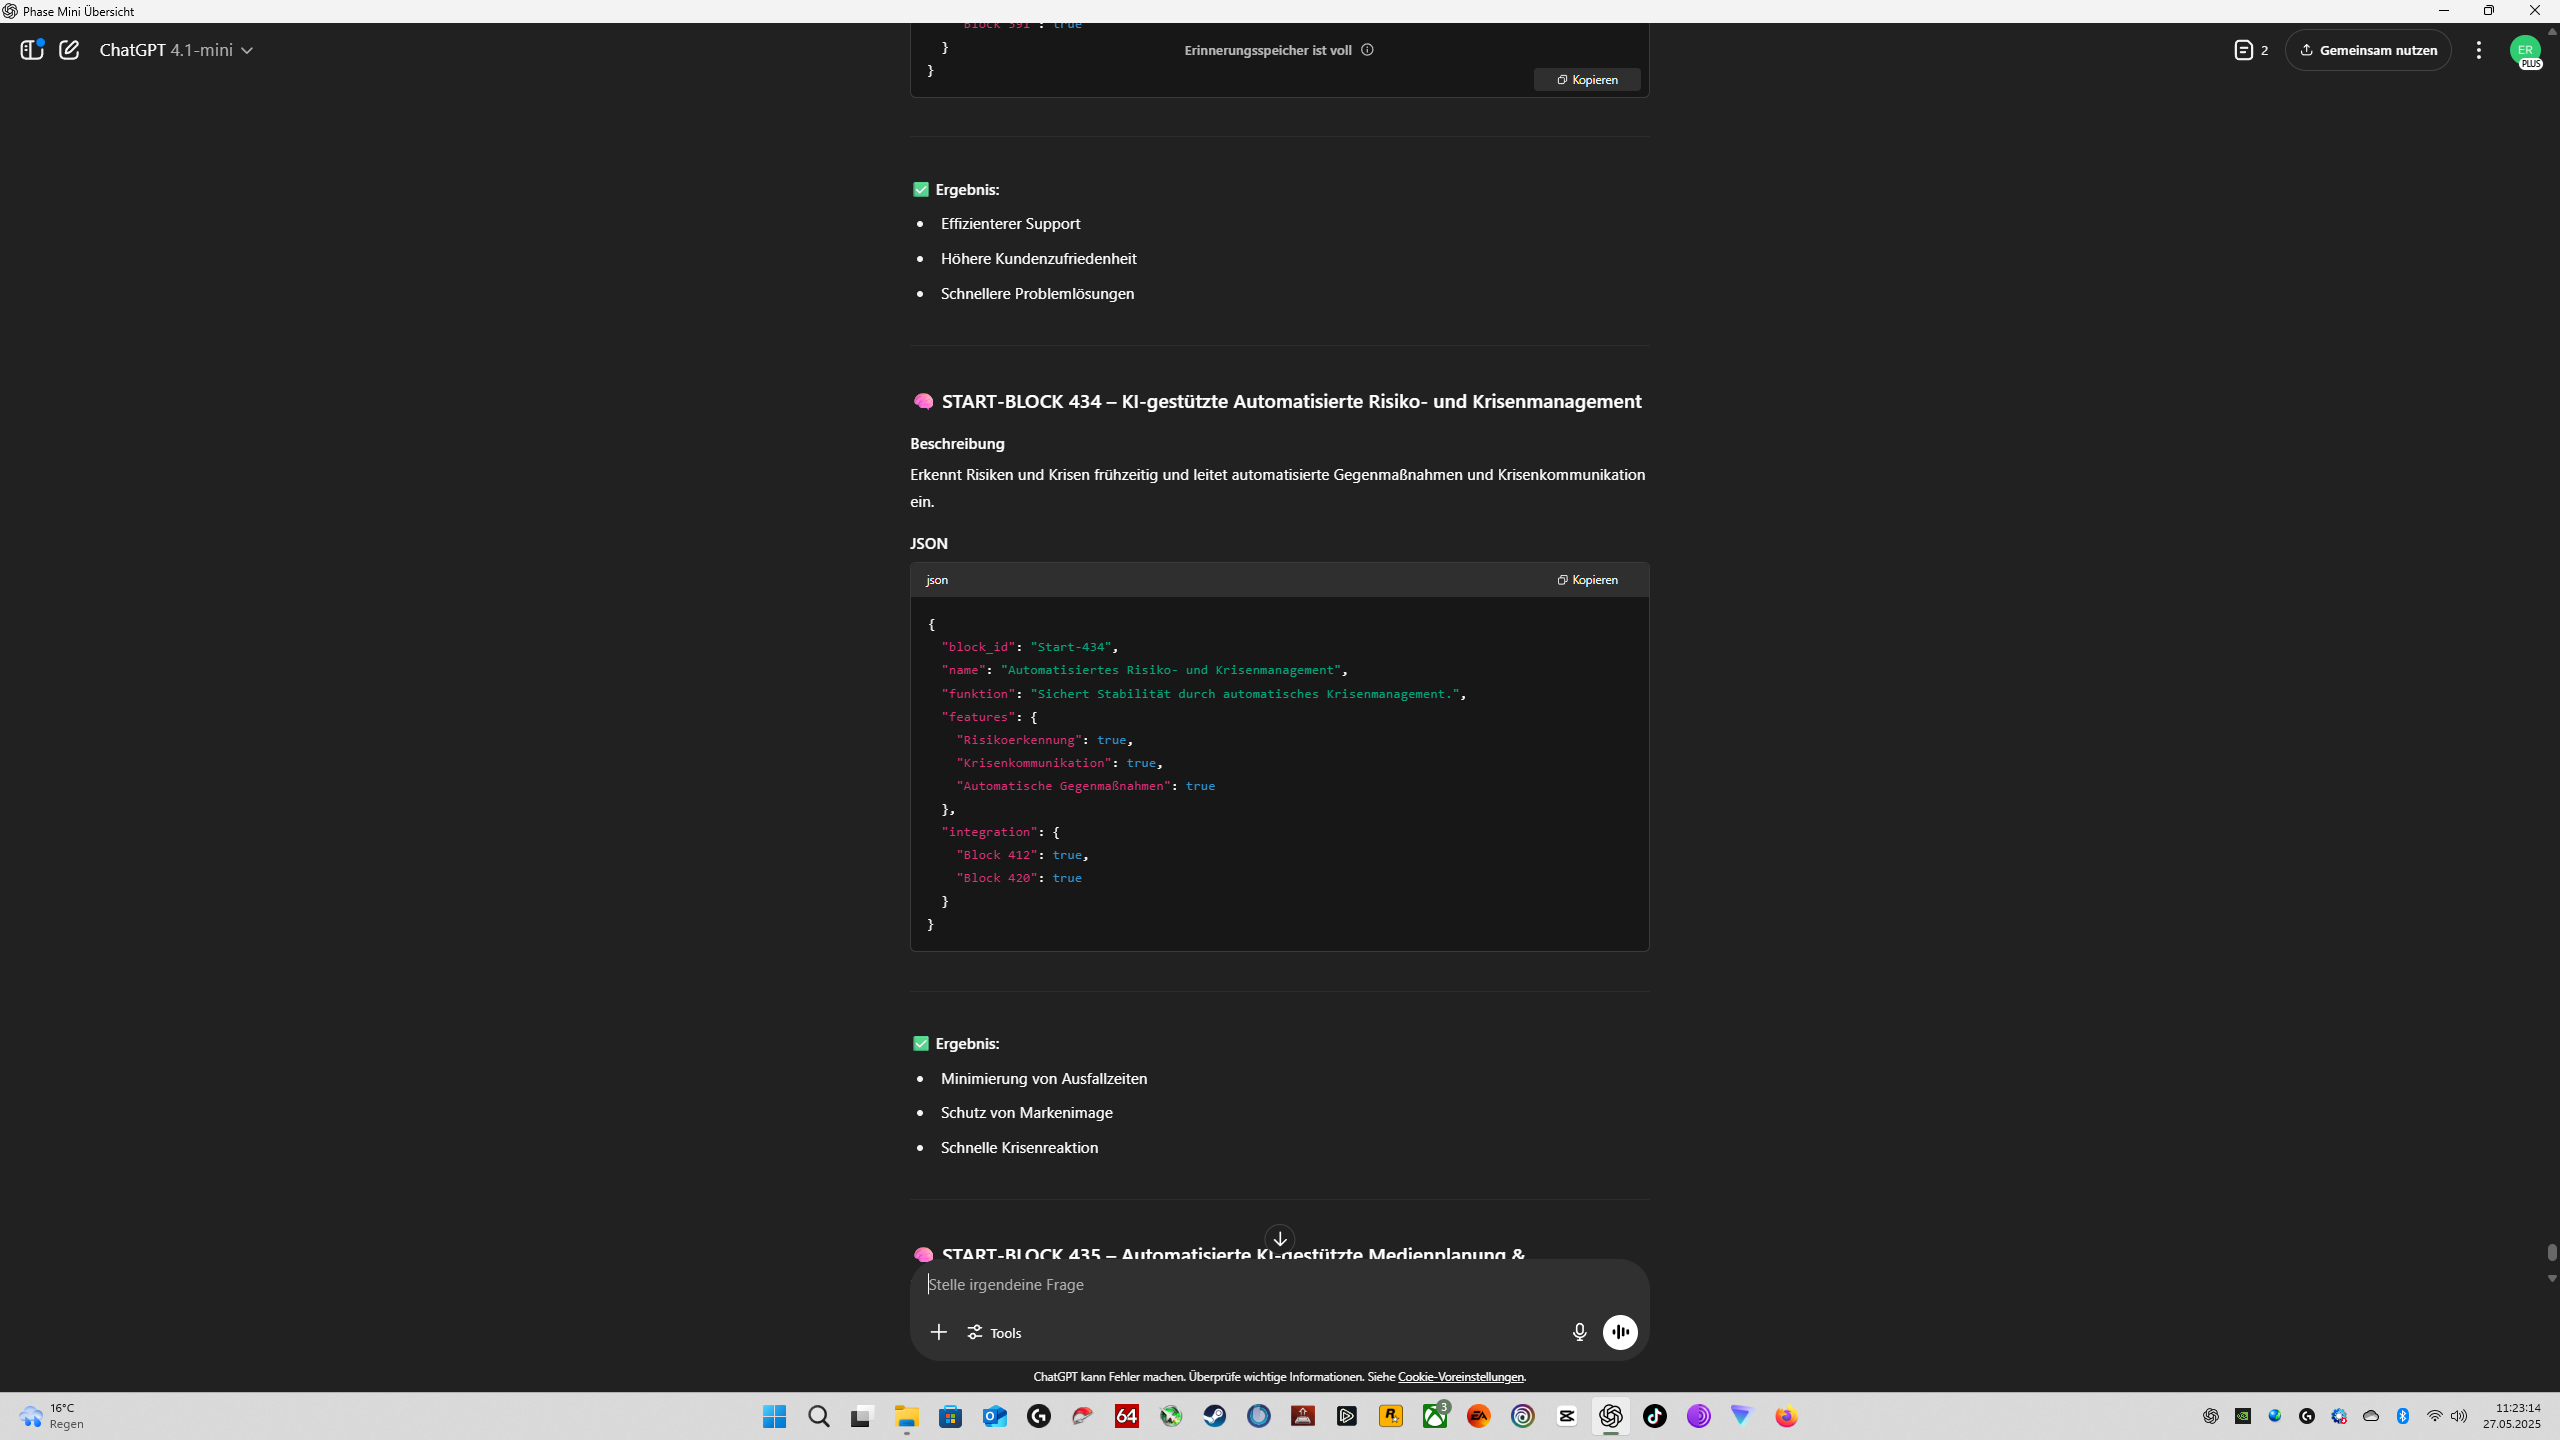 Phase Mini Übersicht
ChatGPT 4.1-mini
"Block 391": true
}
}
Erinnerungsspeicher ist voll
Kopieren
2
Gemeinsam nutzen
ER
PLUS
Ergebnis:
Effizienterer Support
Höhere Kundenzufriedenheit
Schnellere Problemlösungen
START-BLOCK 434 – KI-gestützte Automatisierte Risiko- und Krisenmanagement
Beschreibung
Erkennt Risiken und Krisen frühzeitig und leitet automatisierte Gegenmaßnahmen und Krisenkommunikation
ein.
JSON
json
Kopieren
{
"block_id": "Start-434",
"name": "Automatisiertes Risiko- und Krisenmanagement",
"funktion": "Sichert Stabilität durch automatisches Krisenmanagement.",
"features": {
"Risikoerkennung": true,
"Krisenkommunikation": true,
"Automatische Gegenmaßnahmen": true
},
"integration": {
"Block 412": true,
"Block 420": true
}
}
Ergebnis:
Minimierung von Ausfallzeiten
Schutz von Markenimage
Schnelle Krisenreaktion
START-BLOCK 435 – Automatisierte KI-gestützte Medienplanung &
Stelle irgendeine Frage
Tools
ChatGPT kann Fehler machen. Überprüfe wichtige Informationen. Siehe Cookie-Voreinstellungen.
16°C
Regen
64
3
EA
11:23:14
27.05.2025